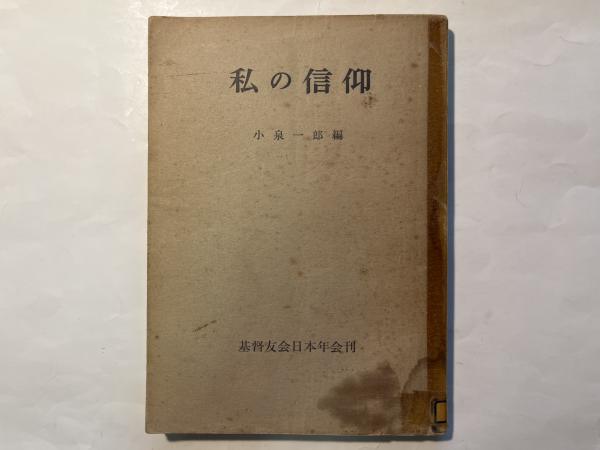 私の信仰
小泉一郎編
基督友会日本年会刊